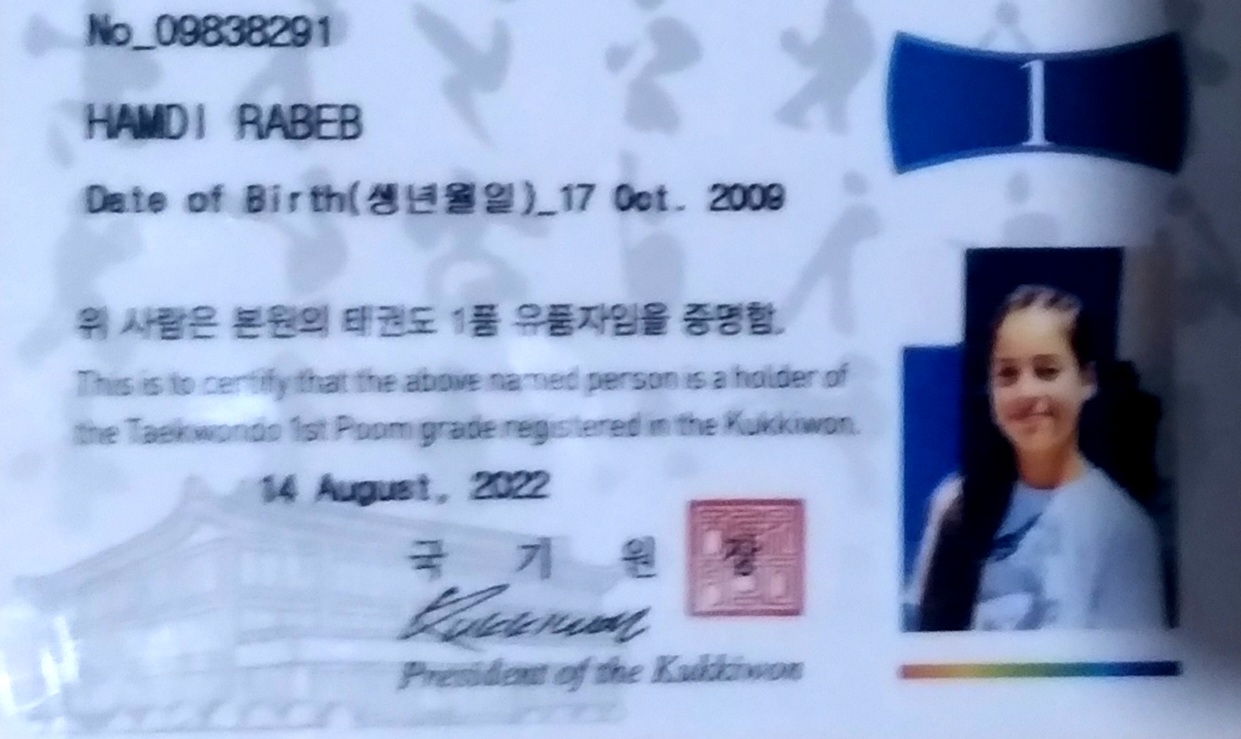 No_09838291
1
HAMDI RABEB
Date of Birth(생년월일)_17 Oct. 2009
위 사람은 본원의 태권도 1품 유품자임을 증명함.
This is to certify that the above named person is a holder of
the Taekwondo 1st Poom grade registered in the Kukkiwon.
14 August, 2022
국 기 원 장
Kukkiwon
President of the Kukkiwon